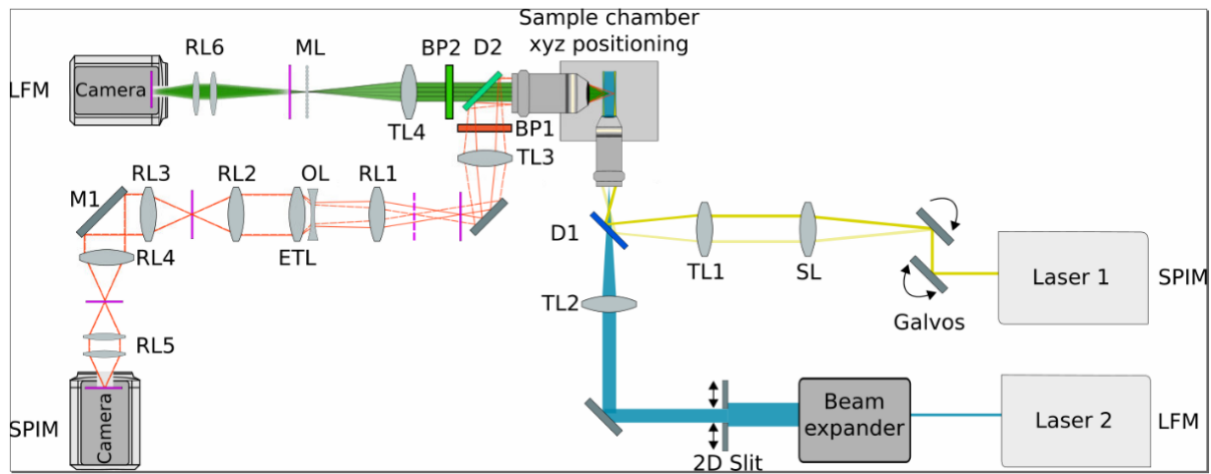 Sample chamber
xyz positioning
RL6
ML
BP2
D2
LFM
Camera
TL4
BP1
TL3
M1
RL3
RL2
OL
RL1
RL4
ETL
D1
TL1
SL
Laser 1
SPIM
TL2
Galvos
RL5
SPIM
Camera
Beam
expander
Laser 2
LFM
2D Slit